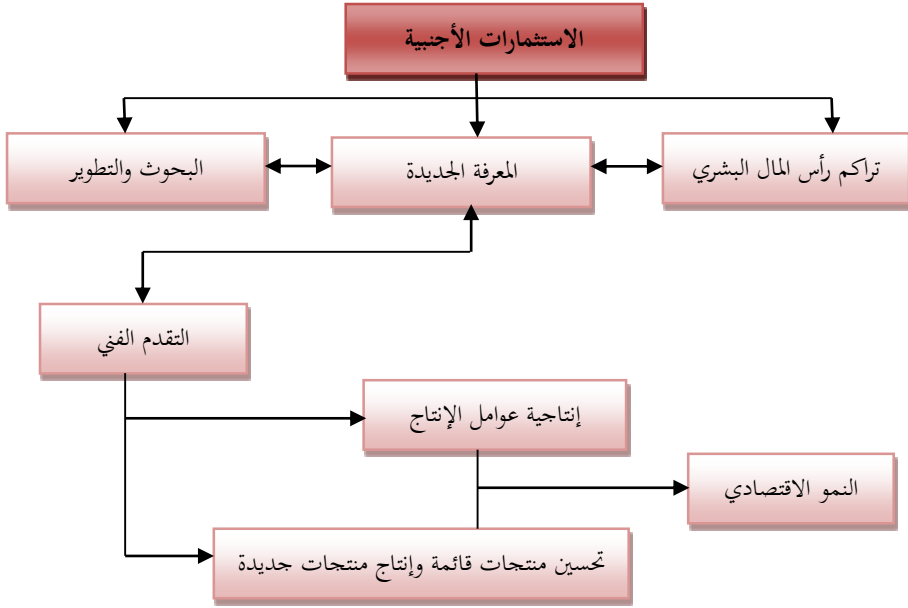 الاستثمارات الأجنبية
تراكم رأس المال البشري
المعرفة الجديدة
البحوث والتطوير
التقدم الفني
إنتاجية عوامل الإنتاج
النمو الاقتصادي
تحسين منتجات قائمة وإنتاج منتجات جديدة